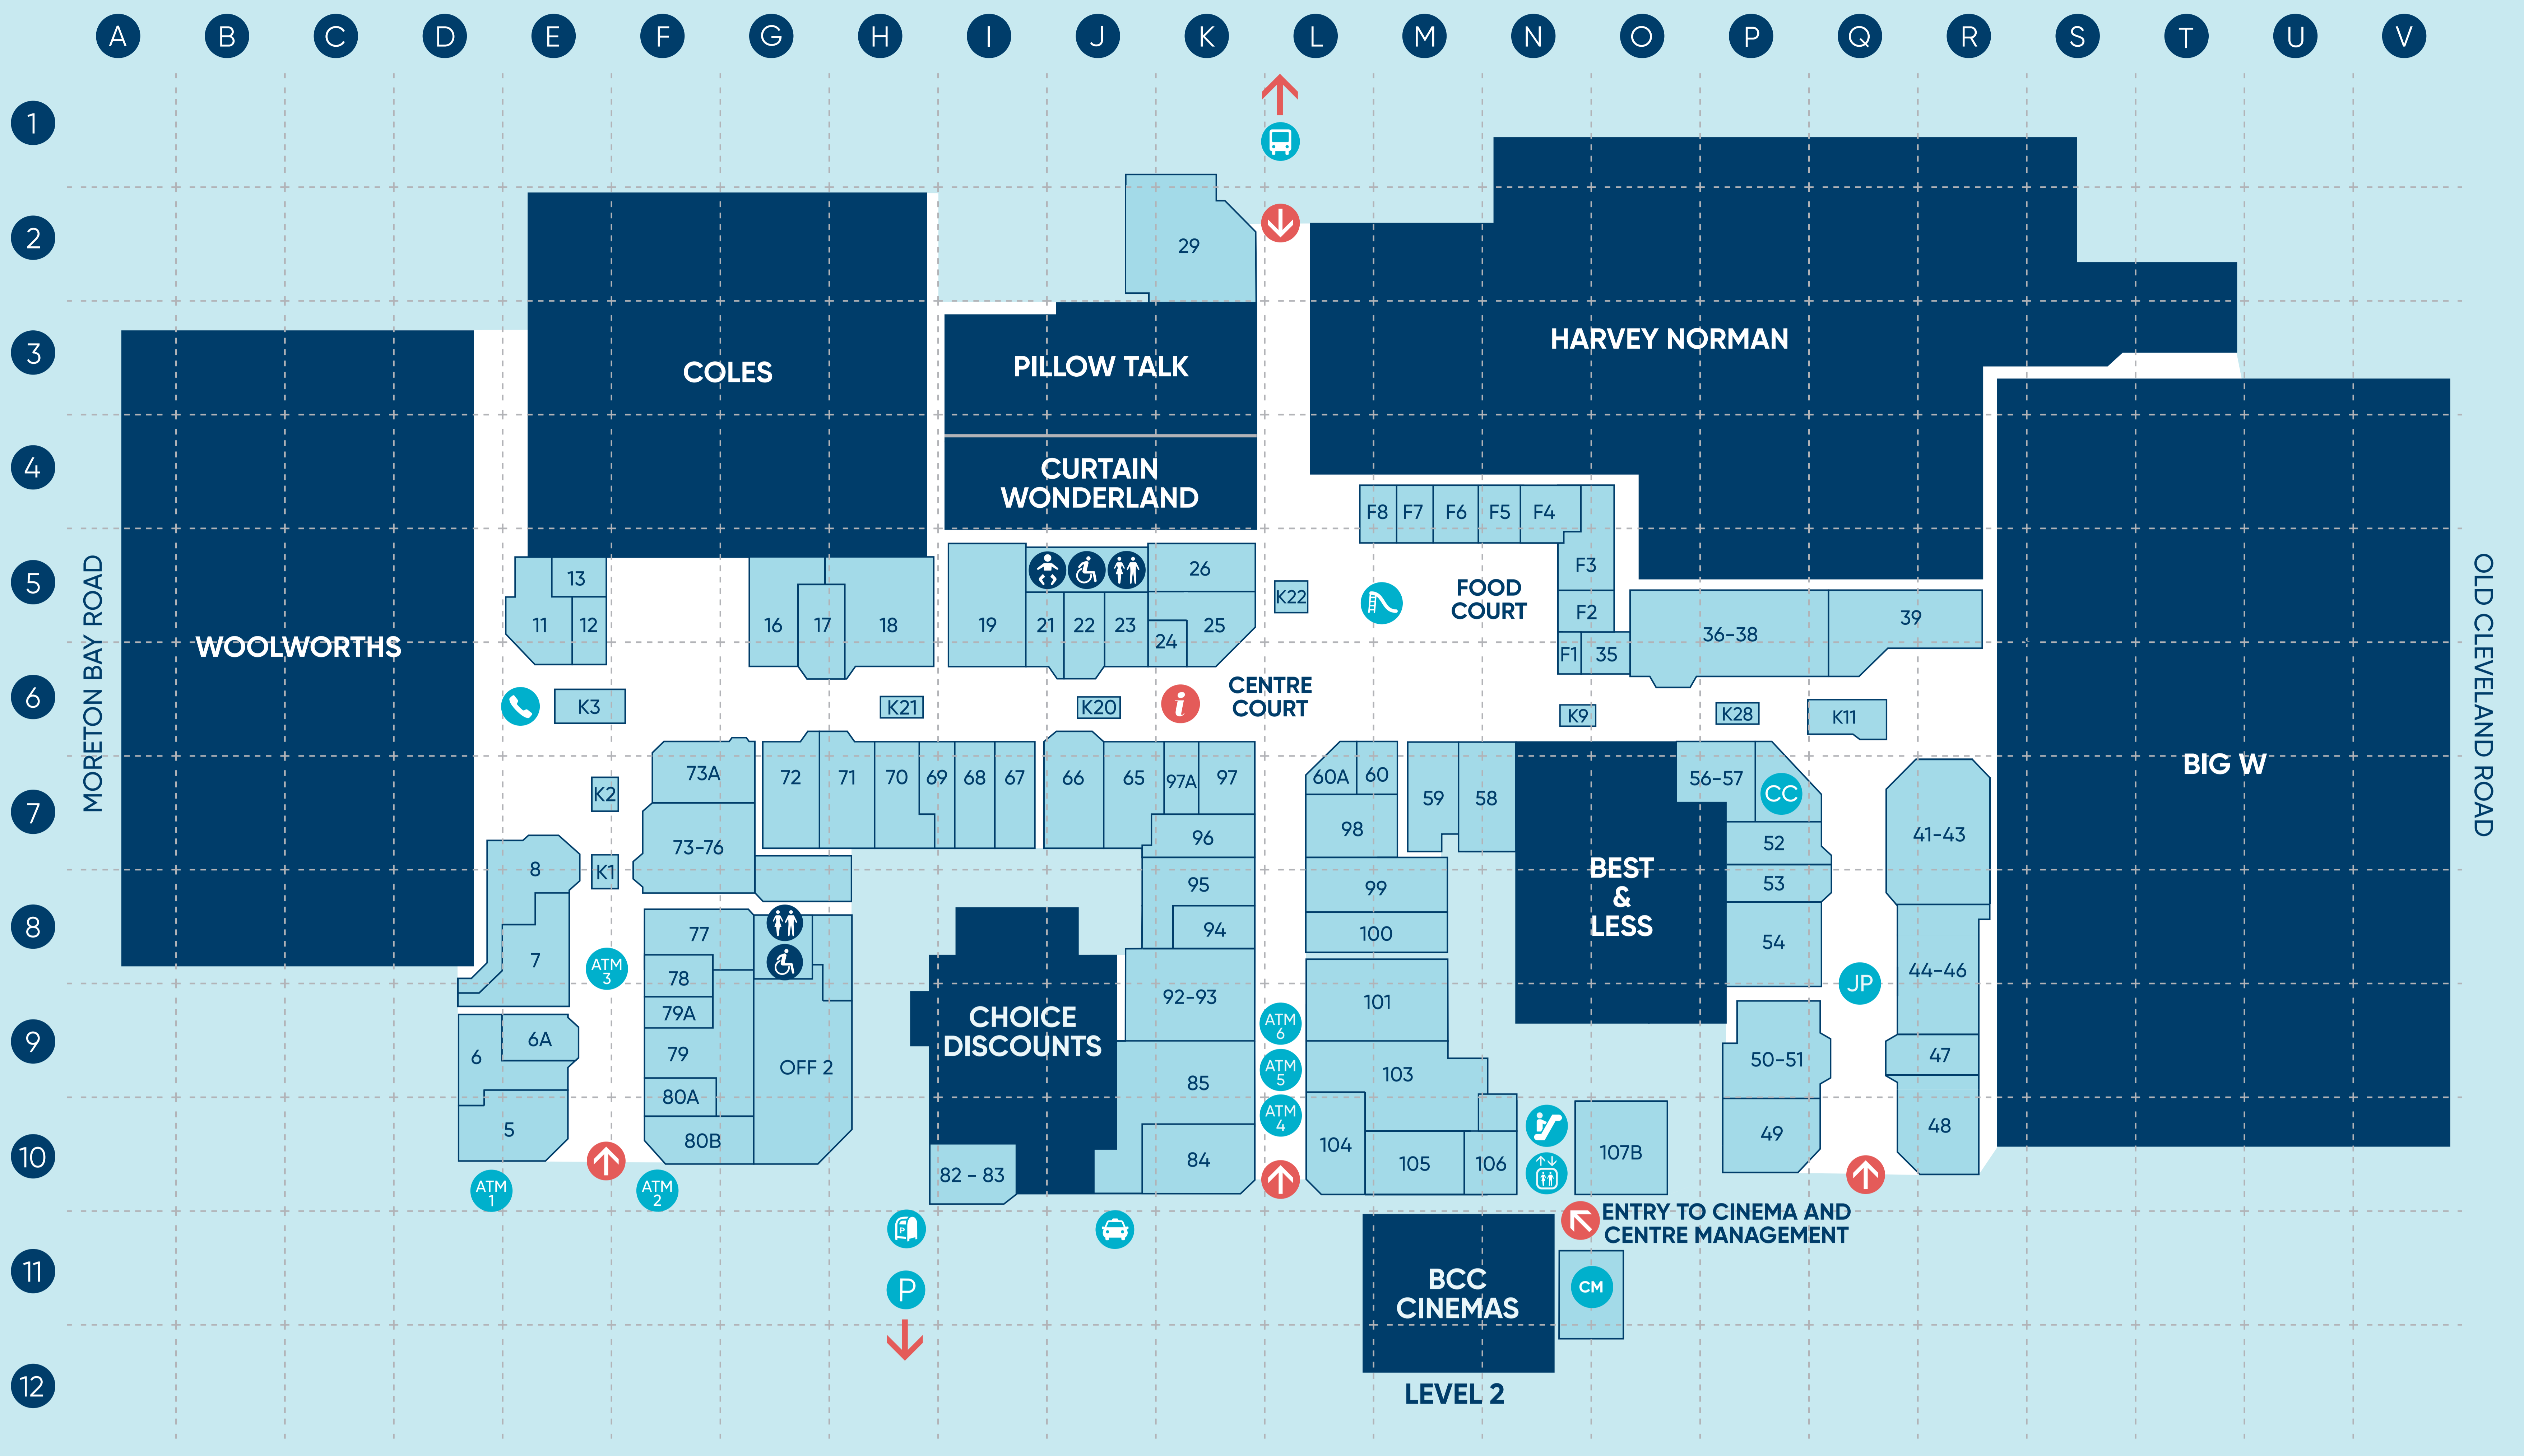 A B C D E F G H I J K L M N O P Q R S T U V
1
2
29
3
HARVEY NORMAN
PILLOW TALK
COLES
4
CURTAIN
WONDERLAND
F8 F7 F6 F5 F4
5
13
26
F3
FOOD
COURT
K22
F2
11 12 16 17 18 19 21 22 23 24 25
36-38 39
F1 35
WOOLWORTHS
MORETON BAY ROAD
OLD CLEVELAND ROAD
6
K3 K21 K20 i
CENTRE
COURT
K9 K28 K11
BIG W
7
73A 72 71 70 69 68 67 66 65 97A 97 60A 60 59 58 56-57 CC
K2
98 96 52 41-43
73-76
8 K1
BEST
&
LESS
95 99 53
8
77 94 100 54
7
ATM
3
78 44-46
JP
92-93 101
CHOICE
DISCOUNTS
79A
ATM
6
9
6 6A 79 OFF 2
50-51 47
ATM
5
85 103
80A
ATM
4
5 80B 49 48
10
82 - 83 84 104 105 106 107B
ATM
1
ATM
2
ENTRY TO CINEMA AND
CENTRE MANAGEMENT
P
11
P
BCC
CINEMAS
CM
12
LEVEL 2